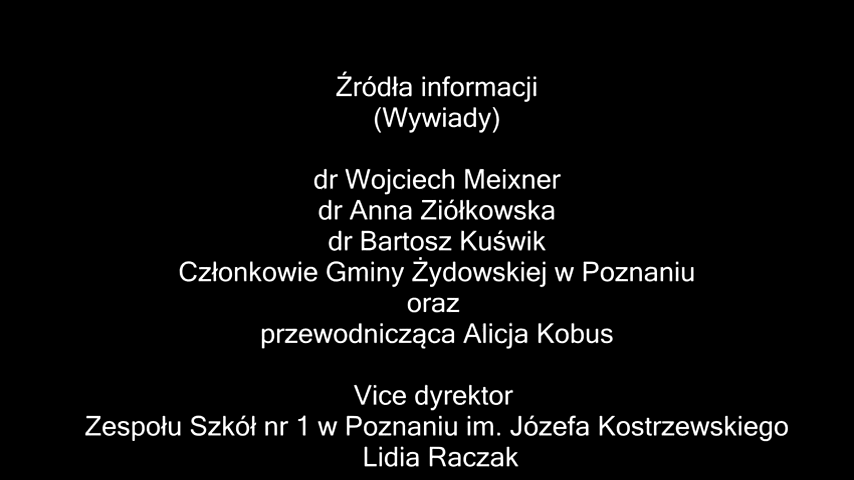 Źródła informacji
(Wywiady)
dr Wojciech Meixner
dr Anna Ziółkowska
dr Bartosz Kuświk
Członkowie Gminy Żydowskiej w Poznaniu
oraz
przewodnicząca Alicja Kobus
Vice dyrektor
Zespołu Szkół nr 1 w Poznaniu im. Józefa Kostrzewskiego
Lidia Raczak